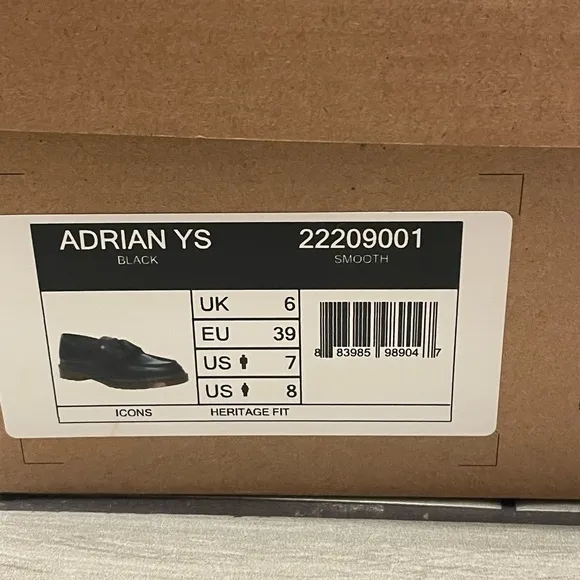 ADRIAN YS 22209001
BLACK SMOOTH
UK 6
EU 39
US 7
US 8
8 83985 98904 7
ICONS HERITAGE FIT